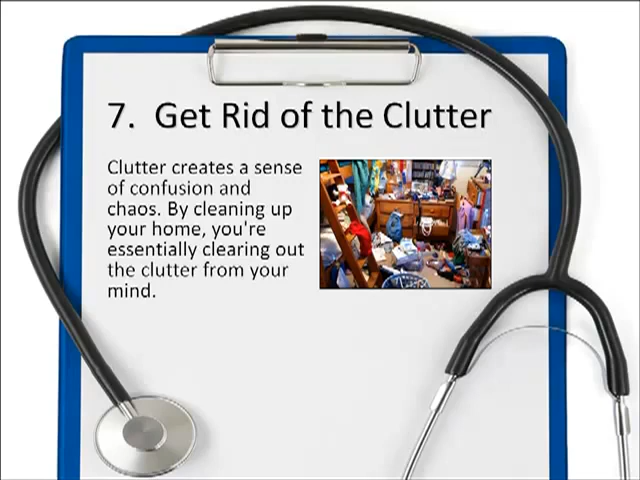 7. Get Rid of the Clutter
Clutter creates a sense
of confusion and
chaos. By cleaning up
your home, you're
essentially clearing out
the clutter from your
mind.